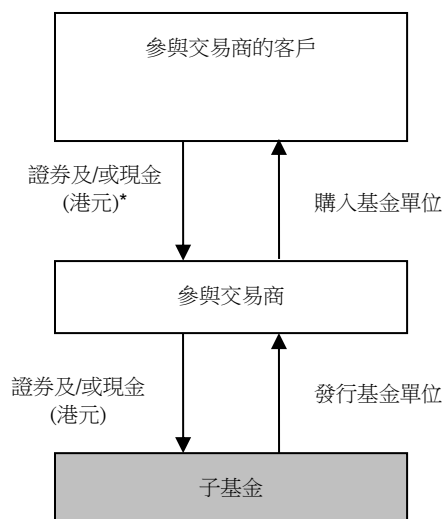 參與交易商的客戶
證券及/或現金
(港元)*
購入基金單位
參與交易商
證券及/或現金
(港元)
發行基金單位
子基金